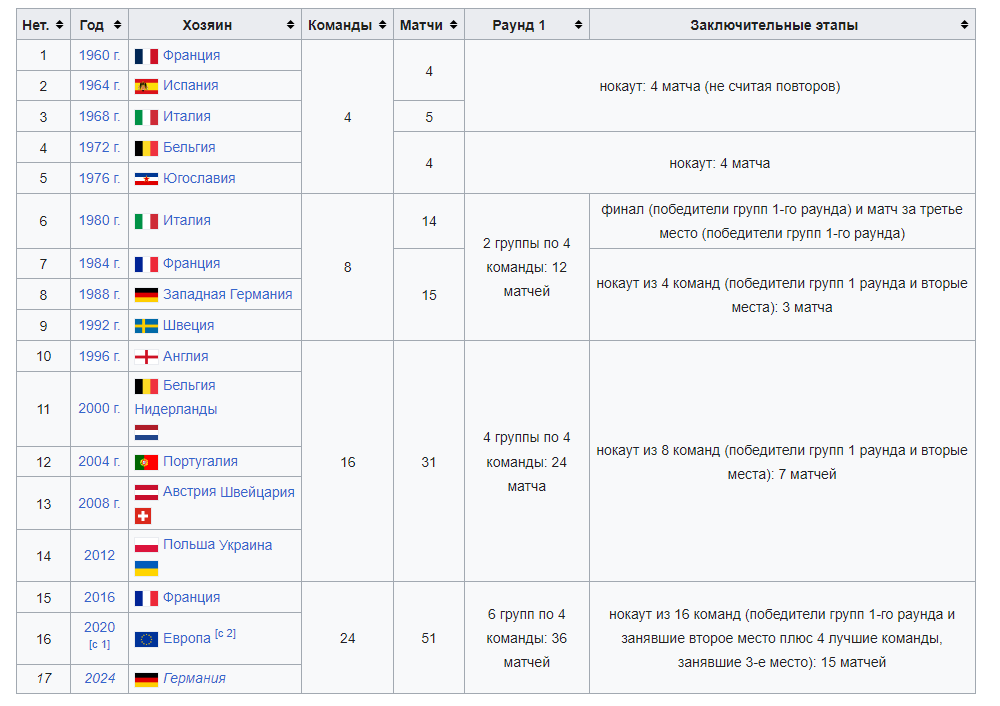 Нет. Год Хозяин Команды Матчи Раунд 1 Заключительные этапы
1 1960 г. Франция 4 4 нокаут: 4 матча (не считая повторов)
2 1964 г. Испания
3 1968 г. Италия 5
4 1972 г. Бельгия 4 нокаут: 4 матча
5 1976 г. Югославия
6 1980 г. Италия 8 14 2 группы по 4
команды: 12
матчей
финал (победители групп 1-го раунда) и матч за третье
место (победители групп 1-го раунда)
7 1984 г. Франция 15 нокаут из 4 команд (победители групп 1 раунда и вторые
места): 3 матча
8 1988 г. Западная Германия
9 1992 г. Швеция
10 1996 г. Англия 16 31 4 группы по 4
команды: 24
матча
нокаут из 8 команд (победители групп 1 раунда и вторые
места): 7 матчей
11 2000 г. Бельгия
Нидерланды
12 2004 г. Португалия
13 2008 г. Австрия Швейцария
14 2012 Польша Украина
15 2016 Франция 24 51 6 групп по 4
команды: 36
матчей
нокаут из 16 команд (победители групп 1-го раунда и
занявшие второе место плюс 4 лучшие команды,
занявшие 3-е место): 15 матчей
16 2020
[с 1] Европа [с 2]
17 2024 Германия